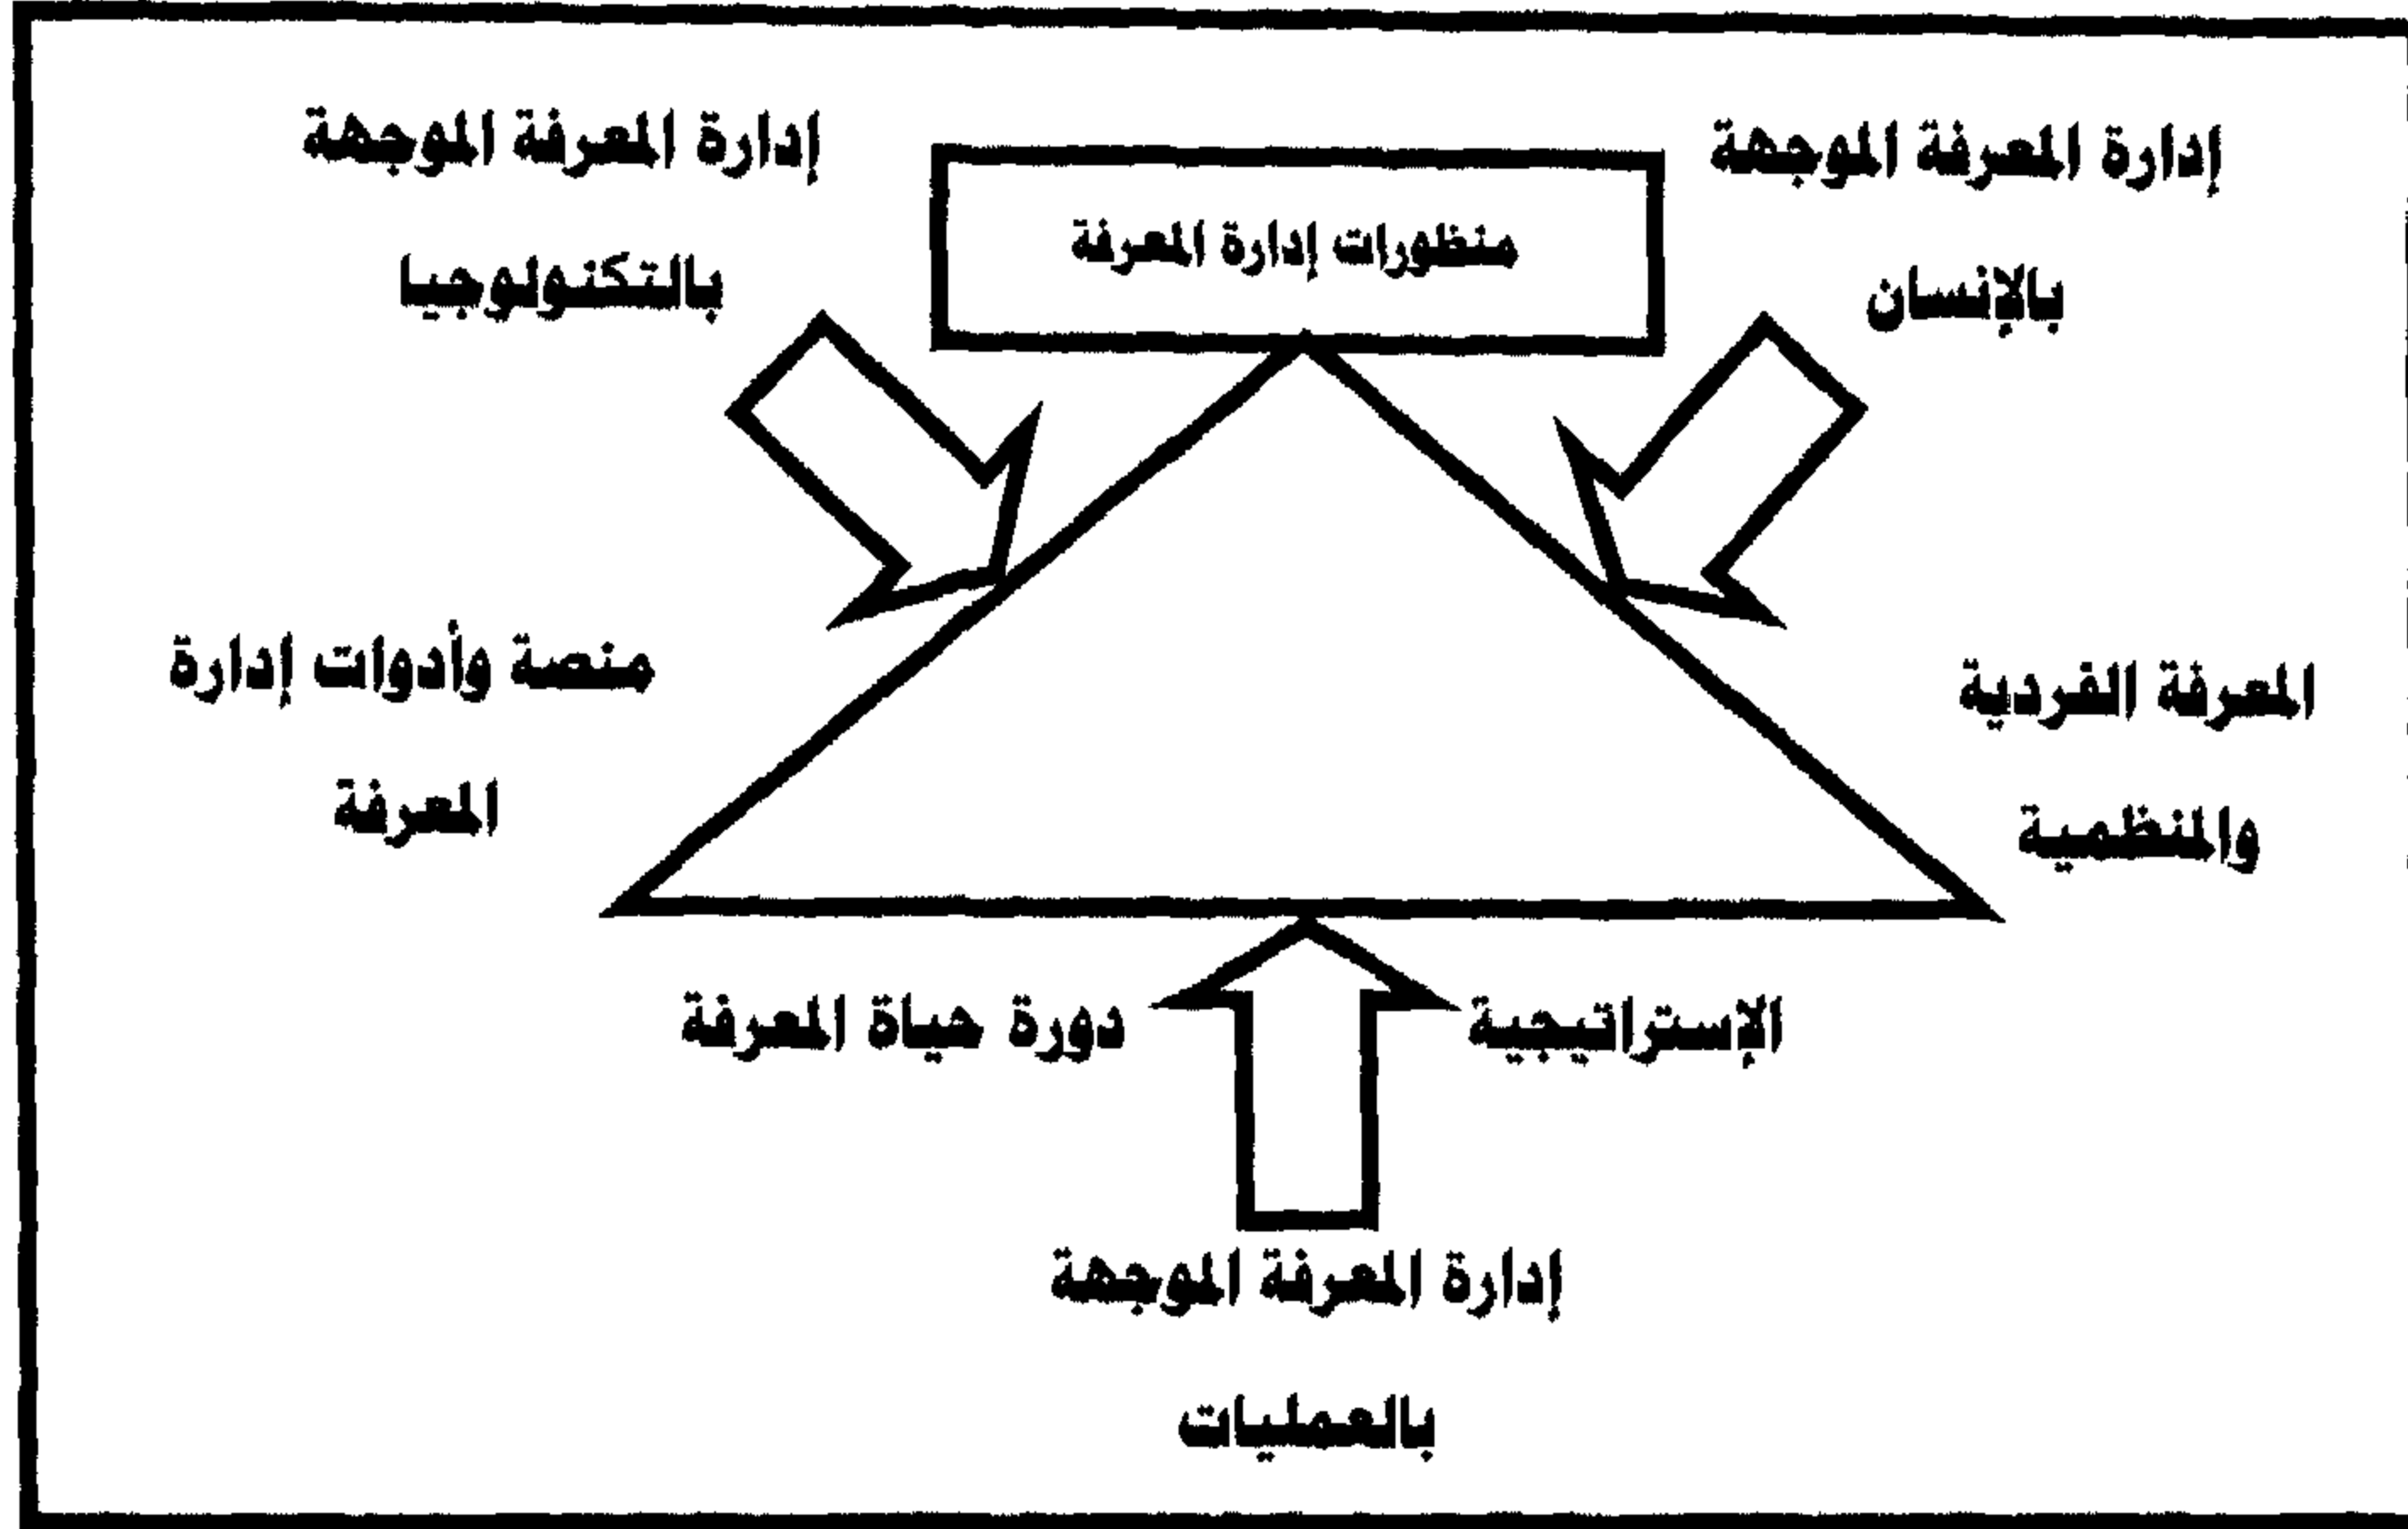 إدارة المعرفة الموجهة
بالإنسان
منظورات إدارة المعرفة
إدارة المعرفة الموجهة
بالتكنولوجيا
المعرفة الفردية
والمنظمية
منصة وأدوات إدارة
المعرفة
الإستراتيجية
دورة حياة المعرفة
إدارة المعرفة الموجهة
بالعمليات